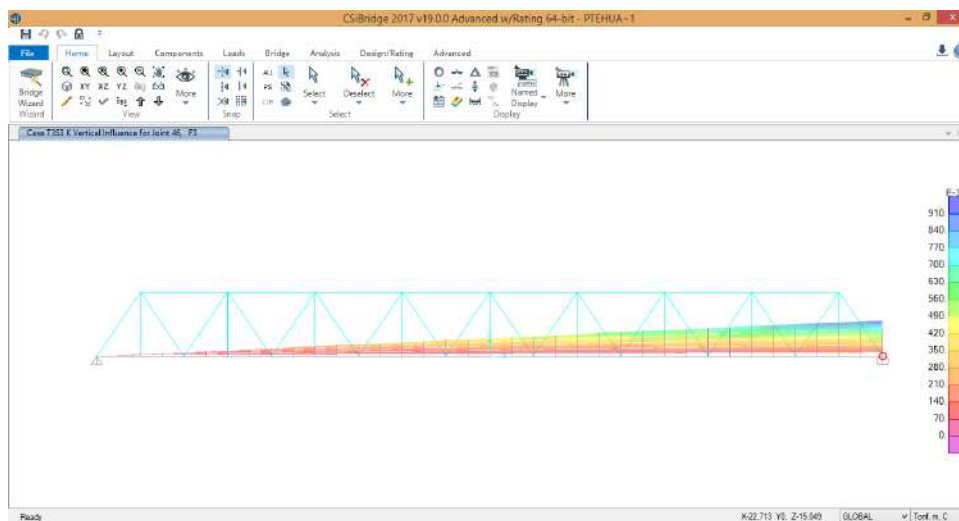 CSiBridge 2017 v19.0.0 Advanced w/Rating 64-bit - PTEHUA~1
File Home Layout Components Loads Bridge Analysis Design/Rating Advanced
XY XZ YZ
More
Select Deselect More
Named Display
More
Bridge Wizard
Wizard View Snap Select Display
Case T3S3 K Vertical Influence for Joint 46, F3
910.
840.
770.
700.
630.
560.
490.
420.
350.
280.
210.
140.
70.
0.
Ready X-22.713 Y0. Z-15.049 GLOBAL Tonf, m, C